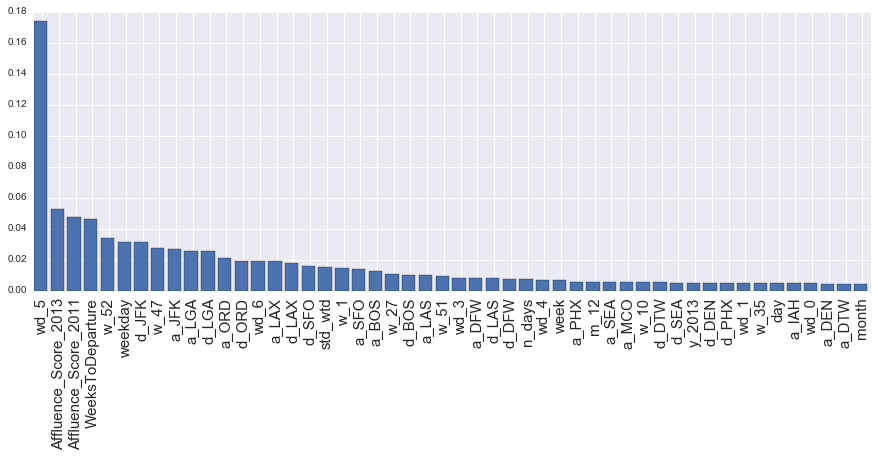 0.18
0.16
0.14
0.12
0.10
0.08
0.06
0.04
0.02
0.00
wd_5
Affluence_Score_2013
Affluence_Score_2011
WeeksToDeparture
w_52
weekday
d_JFK
w_47
a_JFK
a_LGA
d_LGA
a_ORD
d_ORD
wd_6
a_LAX
d_LAX
d_SFO
std_wtd
w_1
a_SFO
a_BOS
w_27
d_BOS
a_LAS
w_51
wd_3
a_DFW
d_LAS
d_DFW
n_days
wd_4
week
a_PHX
m_12
a_SEA
a_MCO
w_10
d_DTW
d_SEA
y_2013
d_DEN
d_PHX
wd_1
w_35
day
a_IAH
wd_0
a_DEN
a_DTW
month